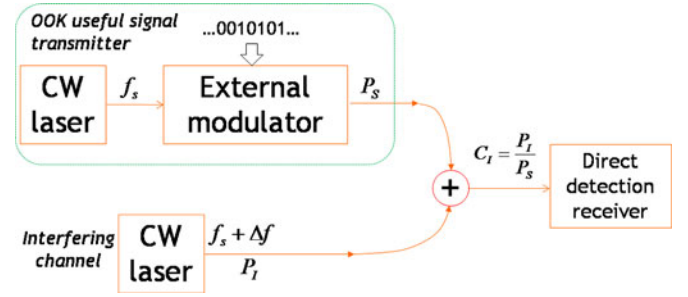 OOK useful signal
transmitter
...0010101...
CW
laser
f_s
External
modulator
P_S
C_I = P_I / P_S
+
Direct
detection
receiver
Interfering
channel
CW
laser
f_s + Δf
P_I